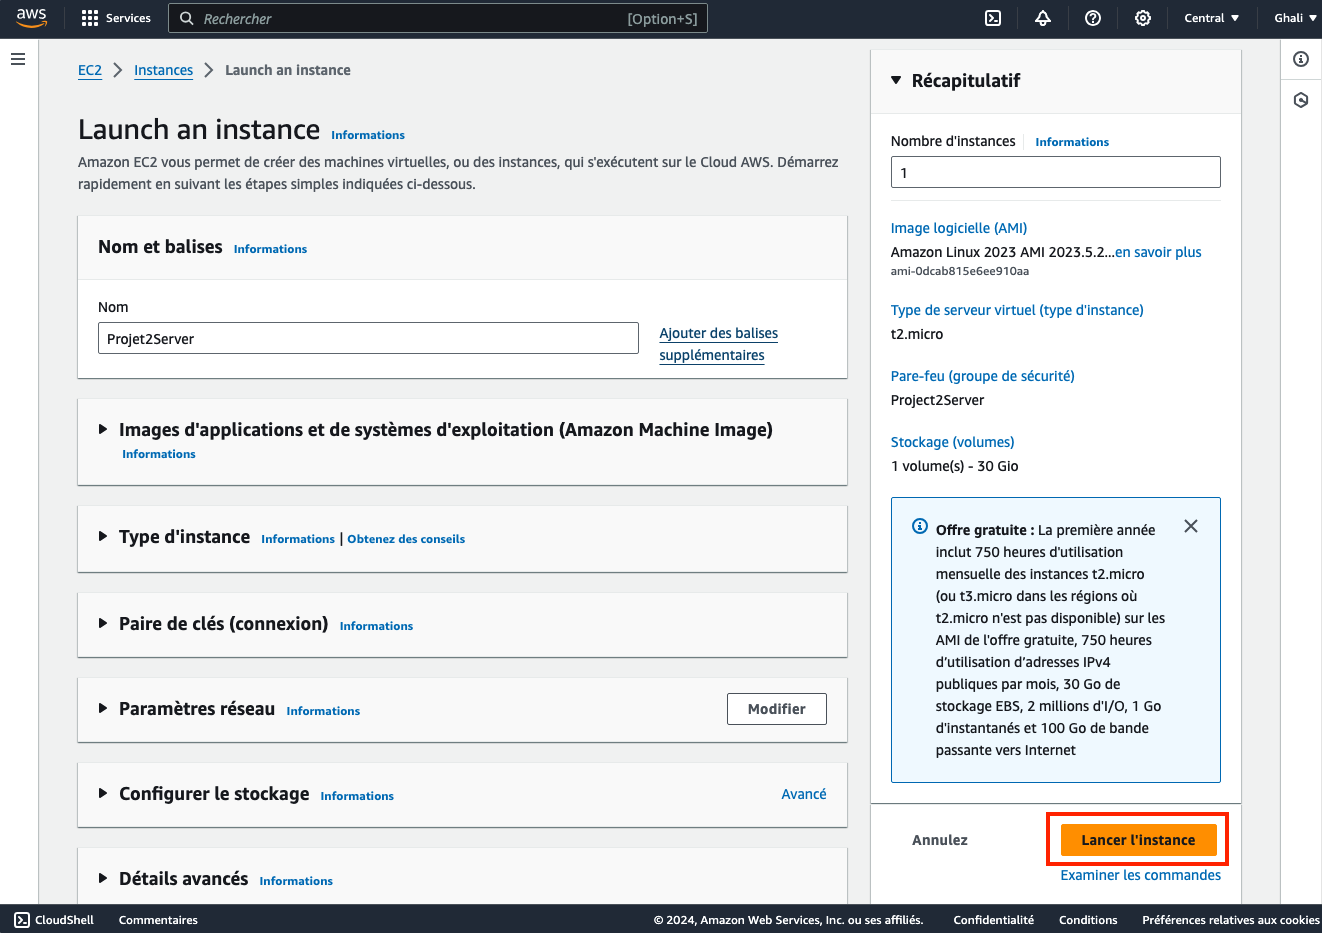 aws
Services
Rechercher
[Option+S]
Central ▼
Ghali ▼
EC2 > Instances > Launch an instance
Launch an instance Informations
Amazon EC2 vous permet de créer des machines virtuelles, ou des instances, qui s'exécutent sur le Cloud AWS. Démarrez
rapidement en suivant les étapes simples indiquées ci-dessous.
Nom et balises Informations
Nom
Projet2Server
Ajouter des balises
supplémentaires
Images d'applications et de systèmes d'exploitation (Amazon Machine Image)
Informations
Type d'instance Informations | Obtenez des conseils
Paire de clés (connexion) Informations
Paramètres réseau Informations
Modifier
Configurer le stockage Informations
Avancé
Détails avancés Informations
Récapitulatif
Nombre d'instances
Informations
1
Image logicielle (AMI)
Amazon Linux 2023 AMI 2023.5.2...en savoir plus
ami-0dcab815e6ee910aa
Type de serveur virtuel (type d'instance)
t2.micro
Pare-feu (groupe de sécurité)
Project2Server
Stockage (volumes)
1 volume(s) - 30 Gio
Offre gratuite : La première année
inclut 750 heures d'utilisation
mensuelle des instances t2.micro
(ou t3.micro dans les régions où
t2.micro n'est pas disponible) sur les
AMI de l'offre gratuite, 750 heures
d'utilisation d'adresses IPv4
publiques par mois, 30 Go de
stockage EBS, 2 millions d'I/O, 1 Go
d'instantanés et 100 Go de bande
passante vers Internet
Annulez
Lancer l'instance
Examiner les commandes
CloudShell
Commentaires
© 2024, Amazon Web Services, Inc. ou ses affiliés.
Confidentialité
Conditions
Préférences relatives aux cookies